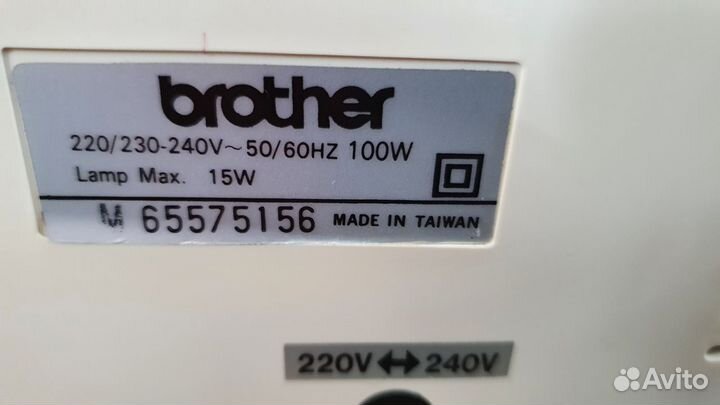 brother
220/230-240V~50/60HZ 100W
Lamp Max. 15W
M 65575156 MADE IN TAIWAN
220V ↔ 240V
Avito